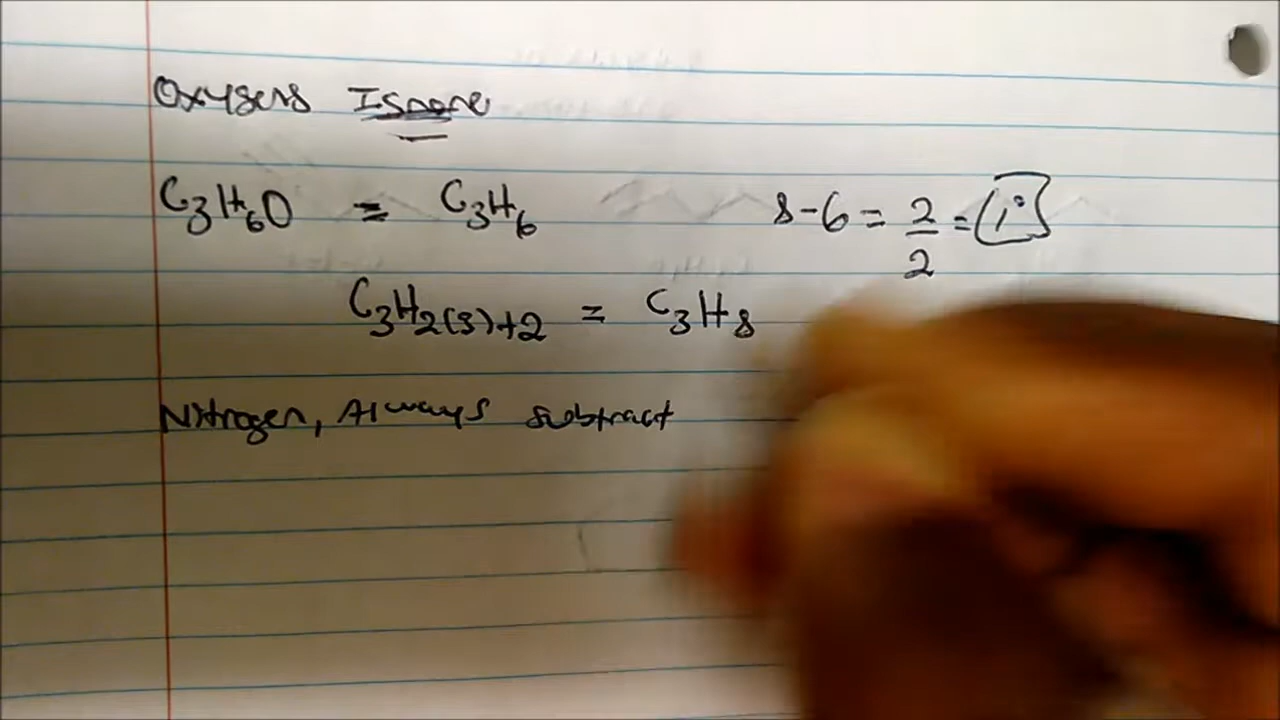 Oxygens Ignore
C₃H₆O = C₃H₆ 8-6 = 2/2 = 1°
C₃H₂₍₃₎₊₂ = C₃H₈
Nitrogen, Always subtract